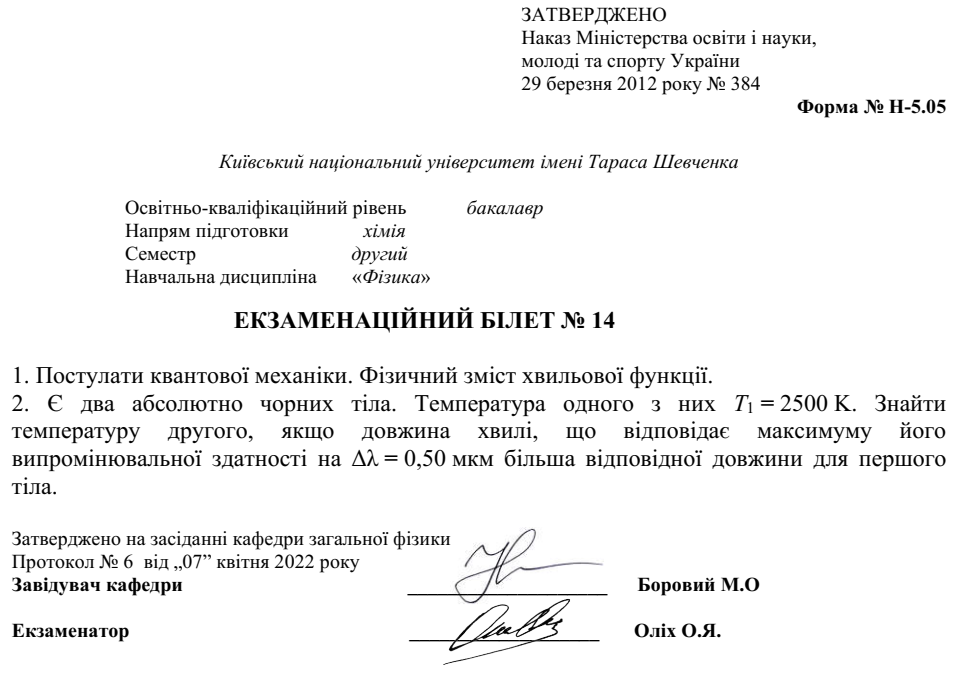 ЗАТВЕРДЖЕНО
Наказ Міністерства освіти і науки,
молоді та спорту України
29 березня 2012 року № 384
Форма № Н-5.05
Київський національний університет імені Тараса Шевченка
Освітньо-кваліфікаційний рівень бакалавр
Напрям підготовки хімія
Семестр другий
Навчальна дисципліна «Фізика»
ЕКЗАМЕНАЦІЙНИЙ БІЛЕТ № 14
1. Постулати квантової механіки. Фізичний зміст хвильової функції.
2. Є два абсолютно чорних тіла. Температура одного з них T1 = 2500 К. Знайти
температуру другого, якщо довжина хвилі, що відповідає максимуму його
випромінювальної здатності на Δλ = 0,50 мкм більша відповідної довжини для першого
тіла.
Затверджено на засіданні кафедри загальної фізики
Протокол № 6 від „07” квітня 2022 року
Завідувач кафедри Боровий М.О
Екзаменатор Оліх О.Я.